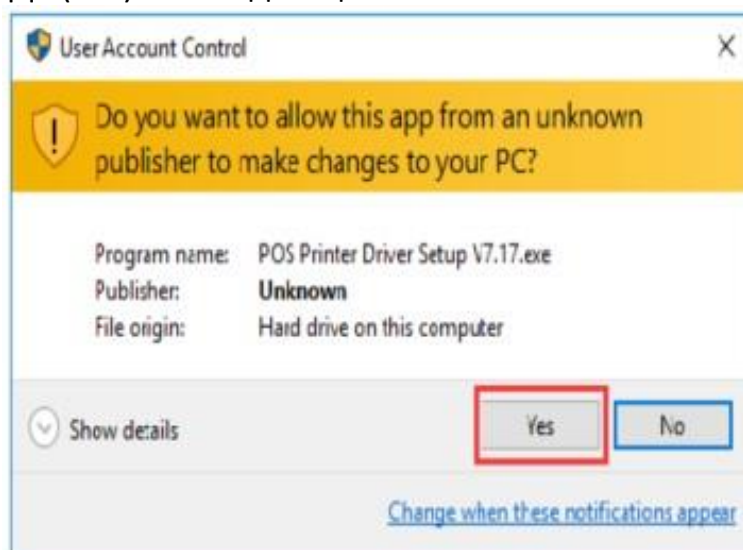 User Account Control
Do you want to allow this app from an unknown
publisher to make changes to your PC?
Program name: POS Printer Driver Setup V7.17.exe
Publisher: Unknown
File origin: Hard drive on this computer
Show details
Yes No
Change when these notifications appear